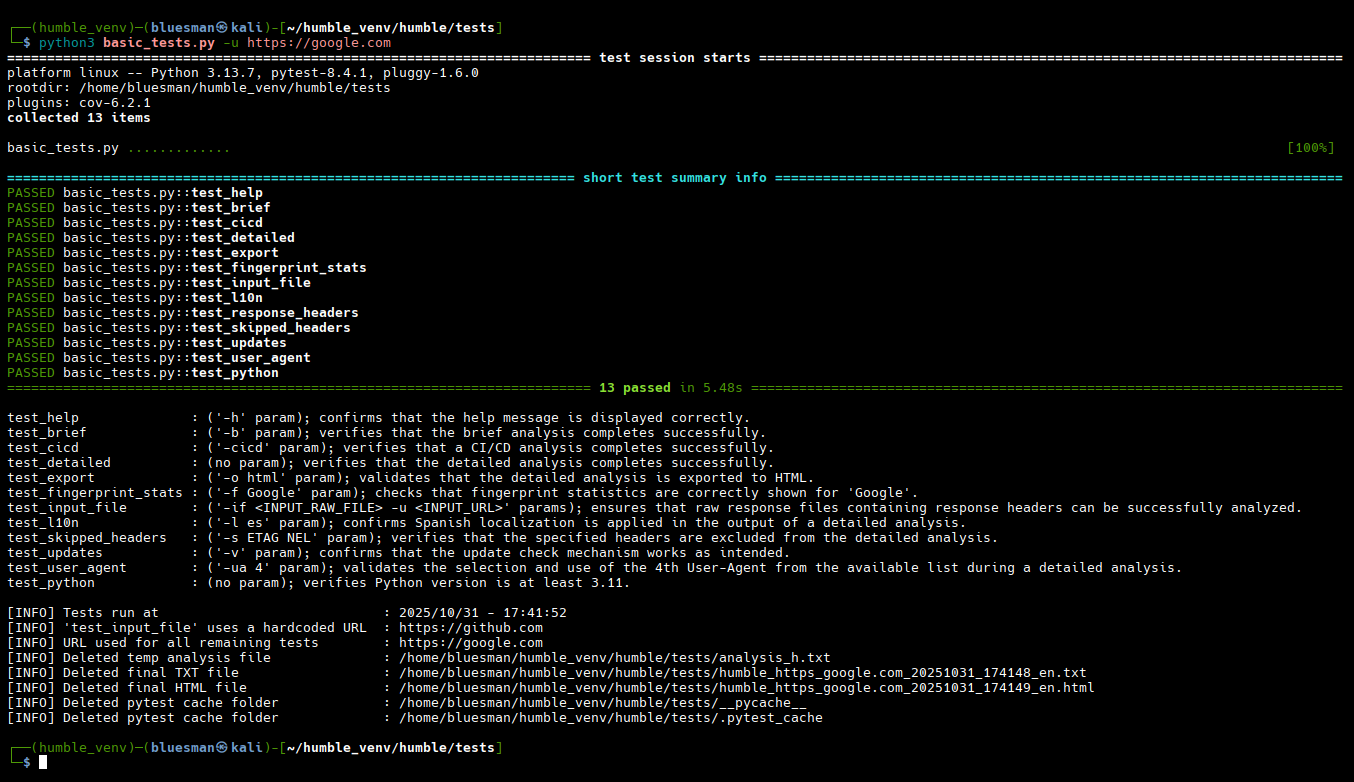 ┌──(humble_venv)─(bluesman㉿kali)-[~/humble_venv/humble/tests]
└─$ python3 basic_tests.py -u https://google.com
========================================================================= test session starts =========================================================================
platform linux -- Python 3.13.7, pytest-8.4.1, pluggy-1.6.0
rootdir: /home/bluesman/humble_venv/humble/tests
plugins: cov-6.2.1
collected 13 items

basic_tests.py ............. [100%]

======================================================================= short test summary info =======================================================================
PASSED basic_tests.py::test_help
PASSED basic_tests.py::test_brief
PASSED basic_tests.py::test_cicd
PASSED basic_tests.py::test_detailed
PASSED basic_tests.py::test_export
PASSED basic_tests.py::test_fingerprint_stats
PASSED basic_tests.py::test_input_file
PASSED basic_tests.py::test_l10n
PASSED basic_tests.py::test_response_headers
PASSED basic_tests.py::test_skipped_headers
PASSED basic_tests.py::test_updates
PASSED basic_tests.py::test_user_agent
PASSED basic_tests.py::test_python
========================================================================= 13 passed in 5.48s ==========================================================================

test_help              : ('-h' param); confirms that the help message is displayed correctly.
test_brief             : ('-b' param); verifies that the brief analysis completes successfully.
test_cicd              : ('-cicd' param); verifies that a CI/CD analysis completes successfully.
test_detailed          : (no param); verifies that the detailed analysis completes successfully.
test_export            : ('-o html' param); validates that the detailed analysis is exported to HTML.
test_fingerprint_stats : ('-f Google' param); checks that fingerprint statistics are correctly shown for 'Google'.
test_input_file        : ('-if <INPUT_RAW_FILE> -u <INPUT_URL>' params); ensures that raw response files containing response headers can be successfully analyzed.
test_l10n              : ('-l es' param); confirms Spanish localization is applied in the output of a detailed analysis.
test_skipped_headers   : ('-s ETAG NEL' param); verifies that the specified headers are excluded from the detailed analysis.
test_updates           : ('-v' param); confirms that the update check mechanism works as intended.
test_user_agent        : ('-ua 4' param); validates the selection and use of the 4th User-Agent from the available list during a detailed analysis.
test_python            : (no param); verifies Python version is at least 3.11.

[INFO] Tests run at                            : 2025/10/31 - 17:41:52
[INFO] 'test_input_file' uses a hardcoded URL  : https://github.com
[INFO] URL used for all remaining tests        : https://google.com
[INFO] Deleted temp analysis file              : /home/bluesman/humble_venv/humble/tests/analysis_h.txt
[INFO] Deleted final TXT file                  : /home/bluesman/humble_venv/humble/tests/humble_https_google.com_20251031_174148_en.txt
[INFO] Deleted final HTML file                 : /home/bluesman/humble_venv/humble/tests/humble_https_google.com_20251031_174149_en.html
[INFO] Deleted pytest cache folder             : /home/bluesman/humble_venv/humble/tests/__pycache__
[INFO] Deleted pytest cache folder             : /home/bluesman/humble_venv/humble/tests/.pytest_cache

┌──(humble_venv)─(bluesman㉿kali)-[~/humble_venv/humble/tests]
└─$